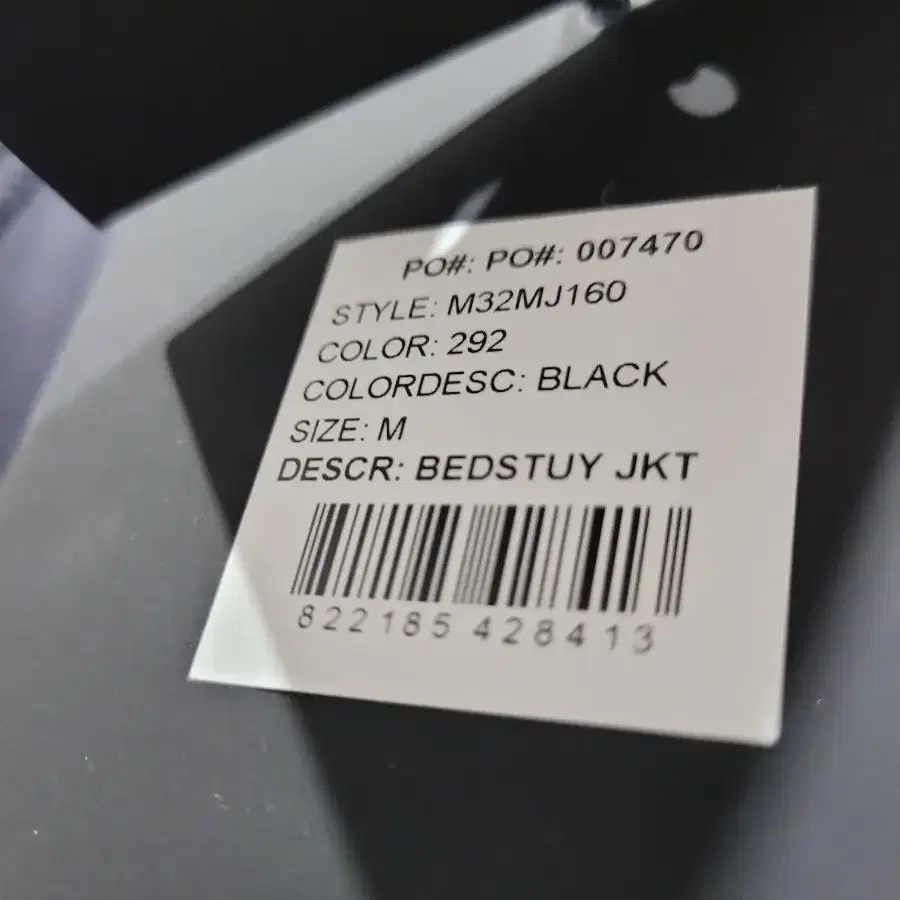 PO#: PO#: 007470
STYLE: M32MJ160
COLOR: 292
COLORDESC: BLACK
SIZE: M
DESCR: BEDSTUY JKT
822185 428413